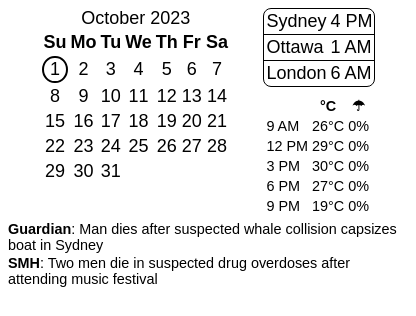 October 2023
Su Mo Tu We Th Fr Sa
1 2 3 4 5 6 7
8 9 10 11 12 13 14
15 16 17 18 19 20 21
22 23 24 25 26 27 28
29 30 31
Sydney 4 PM
Ottawa 1 AM
London 6 AM
°C ☂
9 AM 26°C 0%
12 PM 29°C 0%
3 PM 30°C 0%
6 PM 27°C 0%
9 PM 19°C 0%
Guardian: Man dies after suspected whale collision capsizes
boat in Sydney
SMH: Two men die in suspected drug overdoses after
attending music festival